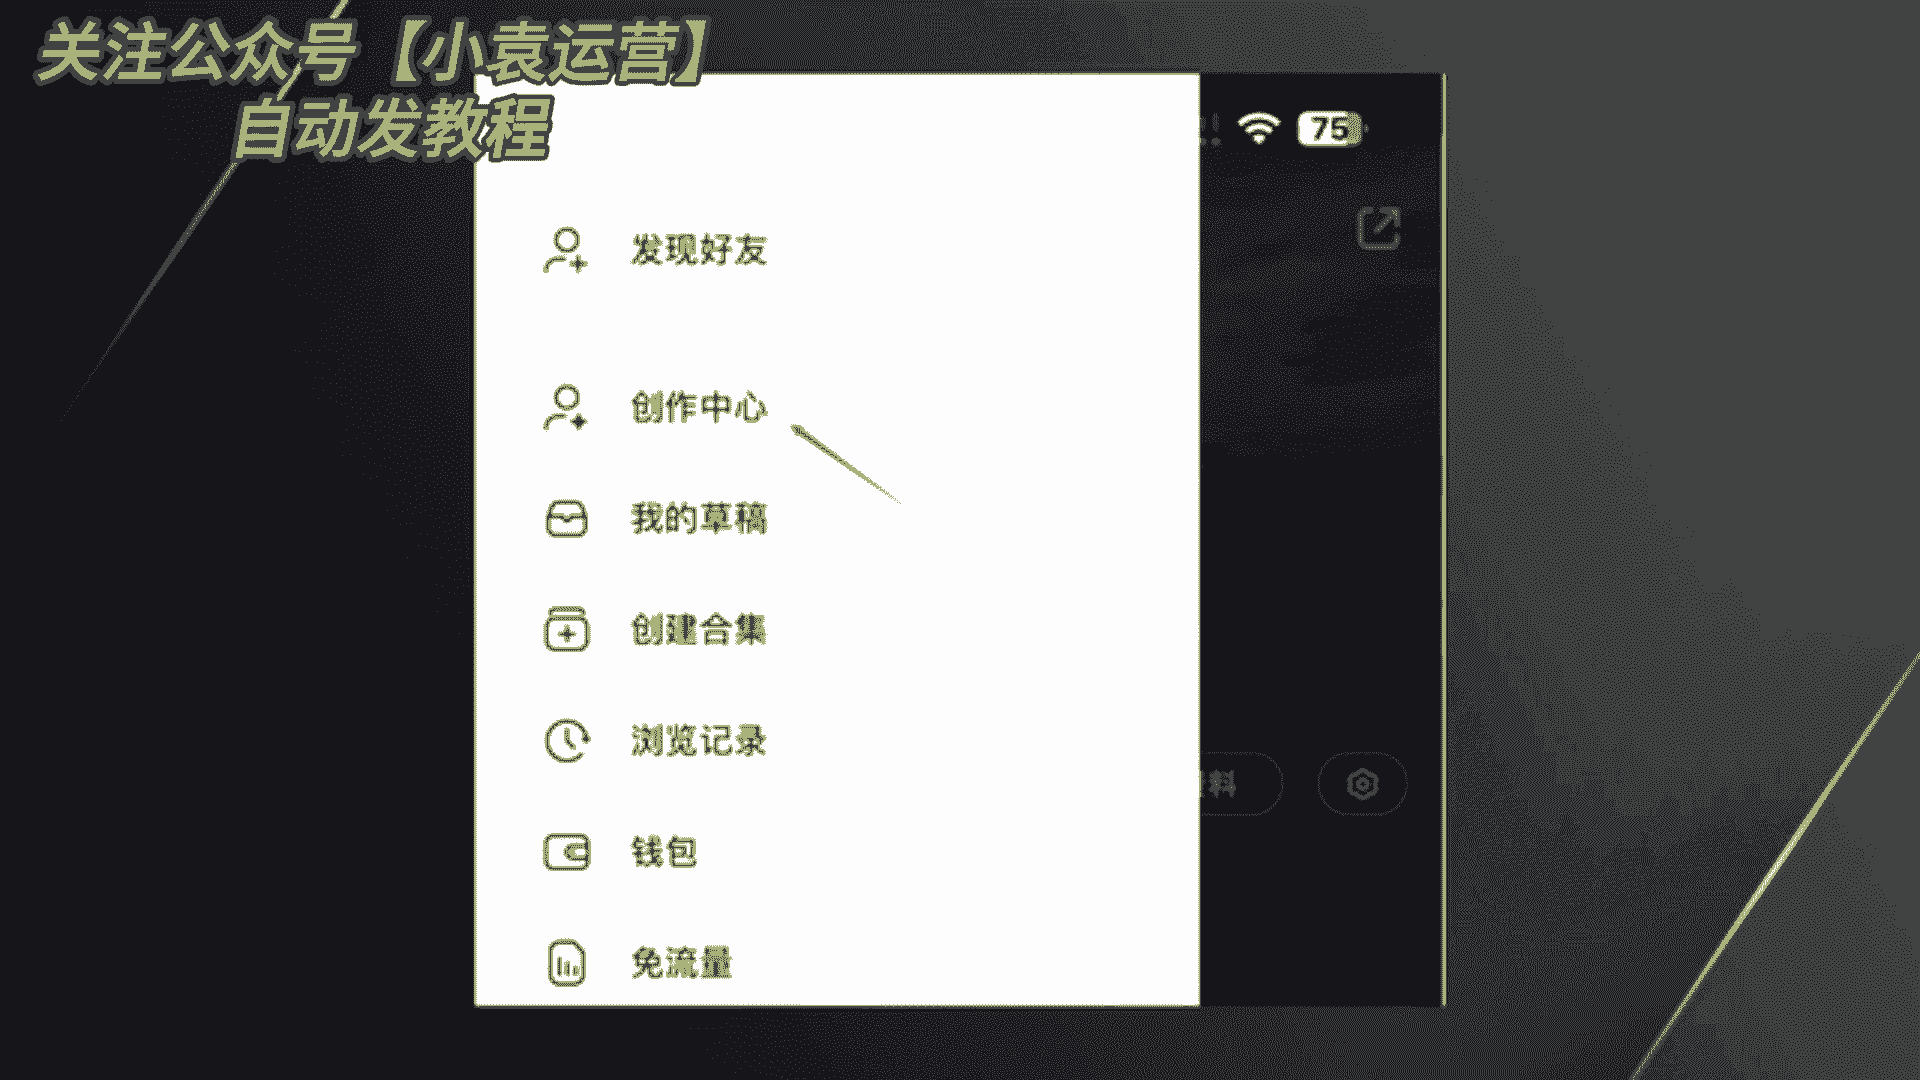 关注公众号【小袁运营】
自动发教程
75
发现好友
创作中心
我的草稿
创建合集
浏览记录
料
钱包
免流量